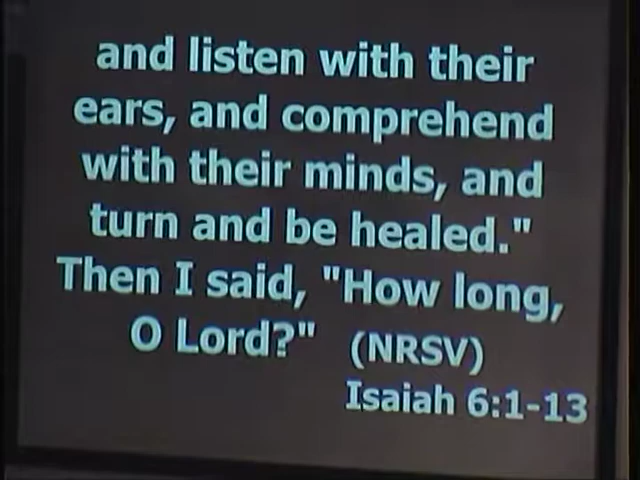 and listen with their
ears, and comprehend
with their minds, and
turn and be healed."
Then I said, "How long,
O Lord?" (NRSV)
Isaiah 6:1-13